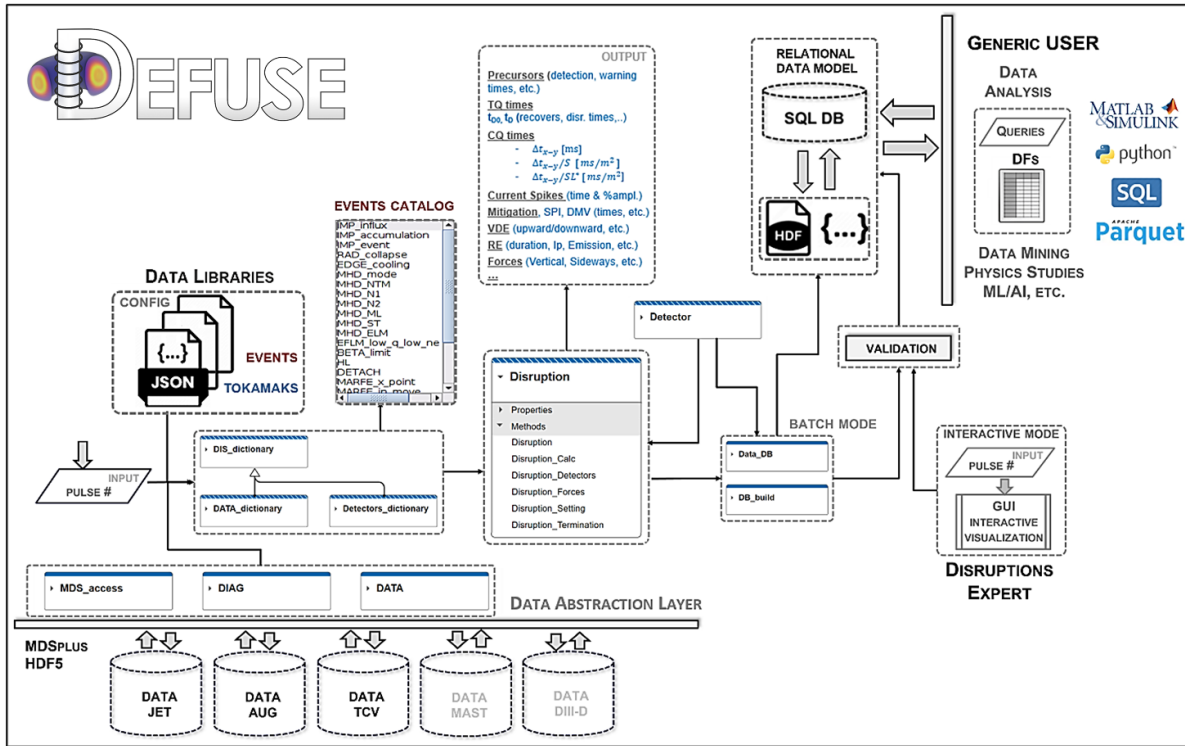 DEFUSE
OUTPUT
Precursors (detection, warning
times, etc.)
TQ times
t00, tD (recovers, disr. times,..)
CQ times
- Δtx−y [ms]
- Δtx−y/S [ms/m²]
- Δtx−y/SL* [ms/m²]
Current Spikes (time & %ampl.)
Mitigation, SPI, DMV (times, etc.)
VDE (upward/downward, etc.)
RE (duration, Ip, Emission, etc.)
Forces (Vertical, Sideways, etc.)
...
RELATIONAL
DATA MODEL
SQL DB
HDF
{...}
GENERIC USER
DATA
ANALYSIS
QUERIES
DFS
DATA MINING
PHYSICS STUDIES
ML/AI, ETC.
MATLAB
&SIMULINK
python™
SQL
APACHE
Parquet
EVENTS CATALOG
IMP_influx
IMP_accumulation
IMP_event
RAD_collapse
EDGE_cooling
MHD_mode
MHD_NTM
MHD_N1
MHD_N2
MHD_ML
MHD_ST
MHD_ELM
EFLM_low_q_low_ne
BETA_limit
HL
DETACH
MARFE_x_point
MARFE_in_move
DATA LIBRARIES
CONFIG
{...}
JSON
EVENTS
TOKAMAKS
INPUT
PULSE #
DIS_dictionary
DATA_dictionary
Detectors_dictionary
Disruption
Properties
Methods
Disruption
Disruption_Calc
Disruption_Detectors
Disruption_Forces
Disruption_Setting
Disruption_Termination
Detector
BATCH MODE
Data_DB
DB_build
VALIDATION
INTERACTIVE MODE
INPUT
PULSE #
GUI
INTERACTIVE
VISUALIZATION
DISRUPTIONS
EXPERT
MDS_access
DIAG
DATA
DATA ABSTRACTION LAYER
MDSPLUS
HDF5
DATA
JET
DATA
AUG
DATA
TCV
DATA
MAST
DATA
DIII-D